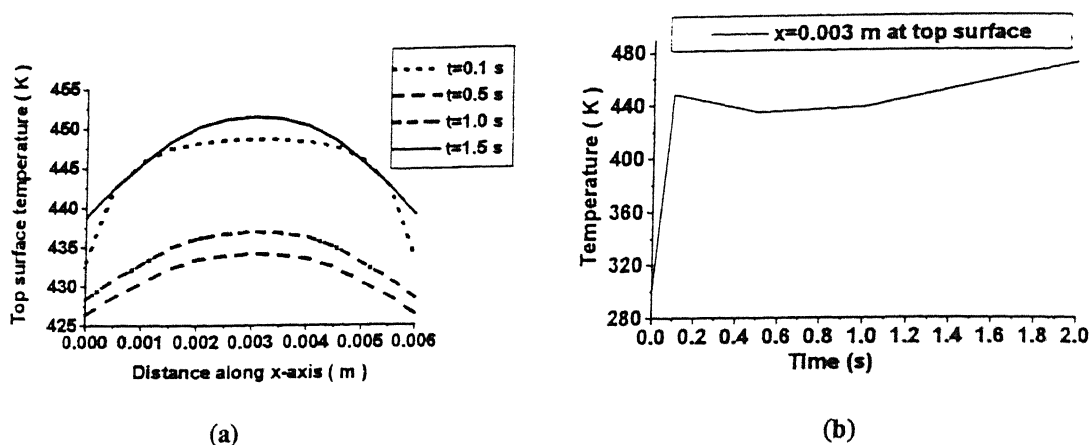 t=0.1 s
t=0.5 s
t=1.0 s
t=1.5 s
455
450
445
440
435
430
425
0.000 0.001 0.002 0.003 0.004 0.005 0.006
Top surface temperature ( K )
Distance along x-axis ( m )
(a)
x=0.003 m at top surface
480
440
400
360
320
280
0.0 0.2 0.4 0.6 0.8 1.0 1.2 1.4 1.6 1.8 2.0
Temperature ( K )
Time (s)
(b)